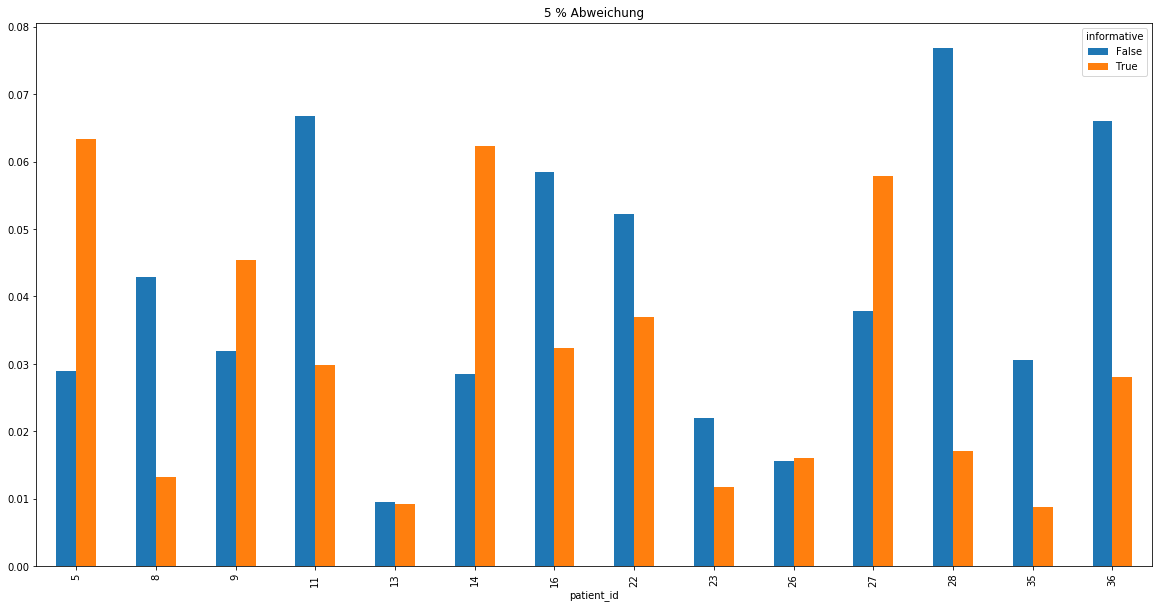 5 % Abweichung
informative
False
True
0.08
0.07
0.06
0.05
0.04
0.03
0.02
0.01
0.00
5 8 9 11 13 14 16 22 23 26 27 28 35 36
patient_id